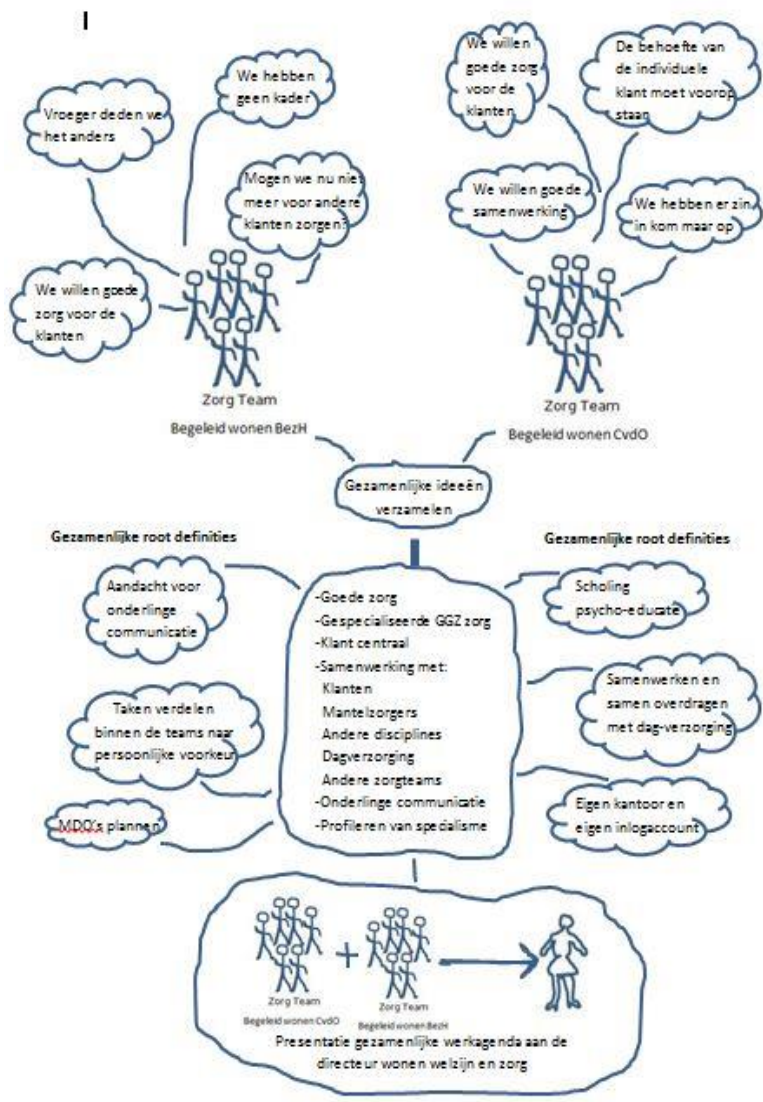 I
We hebben
geen kader
Vroeger deden we
het anders
Mogen we nu niet
meer voor andere
klanten zorgen?
We willen goede
zorg voor de
klanten
Zorg Team
Begeleid wonen BezH
We willen
goede zorg
voor de
klanten
De behoefte van
de individuele
klant moet voorop
staan
We willen goede
samenwerking
We hebben er zin
in kom maar op
Zorg Team
Begeleid wonen CvdO
Gezamenlijke ideeën
verzamelen
Gezamenlijke root definities
Gezamenlijke root definities
Aandacht voor
onderlinge
communicatie
Taken verdelen
binnen de teams naar
persoonlijke voorkeur
MDO's plannen
-Goede zorg
-Gespecialiseerde GGZ zorg
-Klant centraal
-Samenwerking met:
Klanten
Mantelzorgers
Andere disciplines
Dagverzorging
Andere zorgteams
-Onderlinge communicatie
-Profileren van specialisme
Scholing
psycho-educatie
Samenwerken en
samen overdragen
met dag-verzorging
Eigen kantoor en
eigen inlogaccount
Zorg Team
Begeleid wonen CvdO
+
Zorg Team
Begeleid wonen BezH
Presentatie gezamenlijke werkagenda aan de
directeur wonen welzijn en zorg